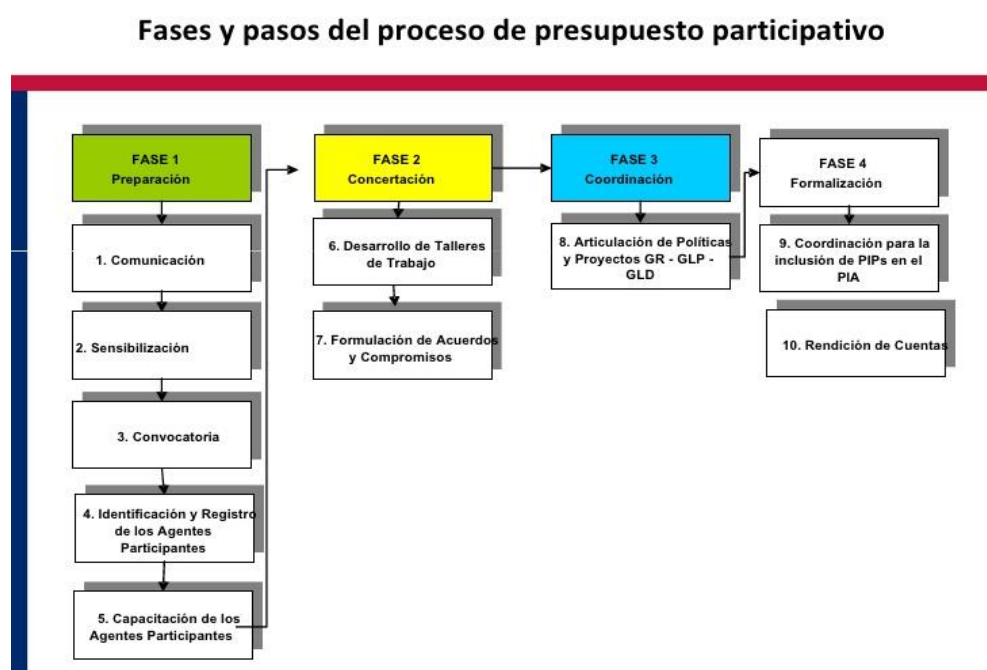 Fases y pasos del proceso de presupuesto participativo
FASE 1
Preparación
1. Comunicación
2. Sensibilización
3. Convocatoria
4. Identificación y Registro
de los Agentes
Participantes
5. Capacitación de los
Agentes Participantes
FASE 2
Concertación
6. Desarrollo de Talleres
de Trabajo
7. Formulación de Acuerdos
y Compromisos
FASE 3
Coordinación
8. Articulación de Políticas
y Proyectos GR - GLP -
GLD
FASE 4
Formalización
9. Coordinación para la
inclusión de PIPs en el
PIA
10. Rendición de Cuentas